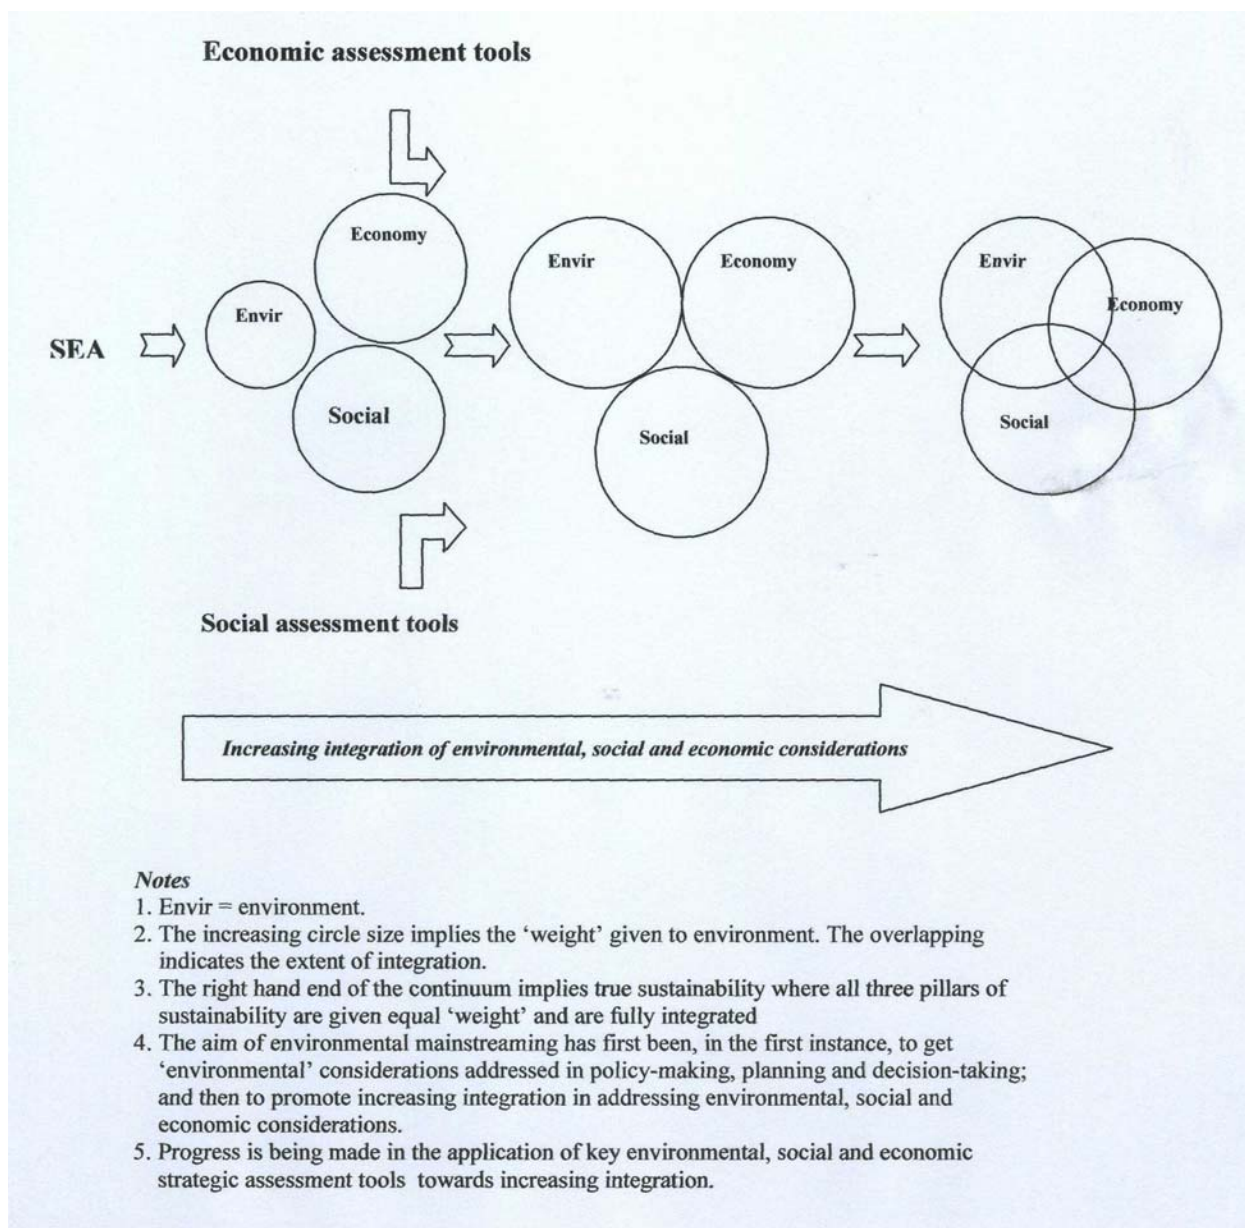 Economic assessment tools
Economy
Envir
SEA
Social
Envir
Economy
Social
Envir
Economy
Social
Social assessment tools
Increasing integration of environmental, social and economic considerations
Notes
1. Envir = environment.
2. The increasing circle size implies the ‘weight’ given to environment. The overlapping
indicates the extent of integration.
3. The right hand end of the continuum implies true sustainability where all three pillars of
sustainability are given equal ‘weight’ and are fully integrated
4. The aim of environmental mainstreaming has first been, in the first instance, to get
‘environmental’ considerations addressed in policy-making, planning and decision-taking;
and then to promote increasing integration in addressing environmental, social and
economic considerations.
5. Progress is being made in the application of key environmental, social and economic
strategic assessment tools towards increasing integration.